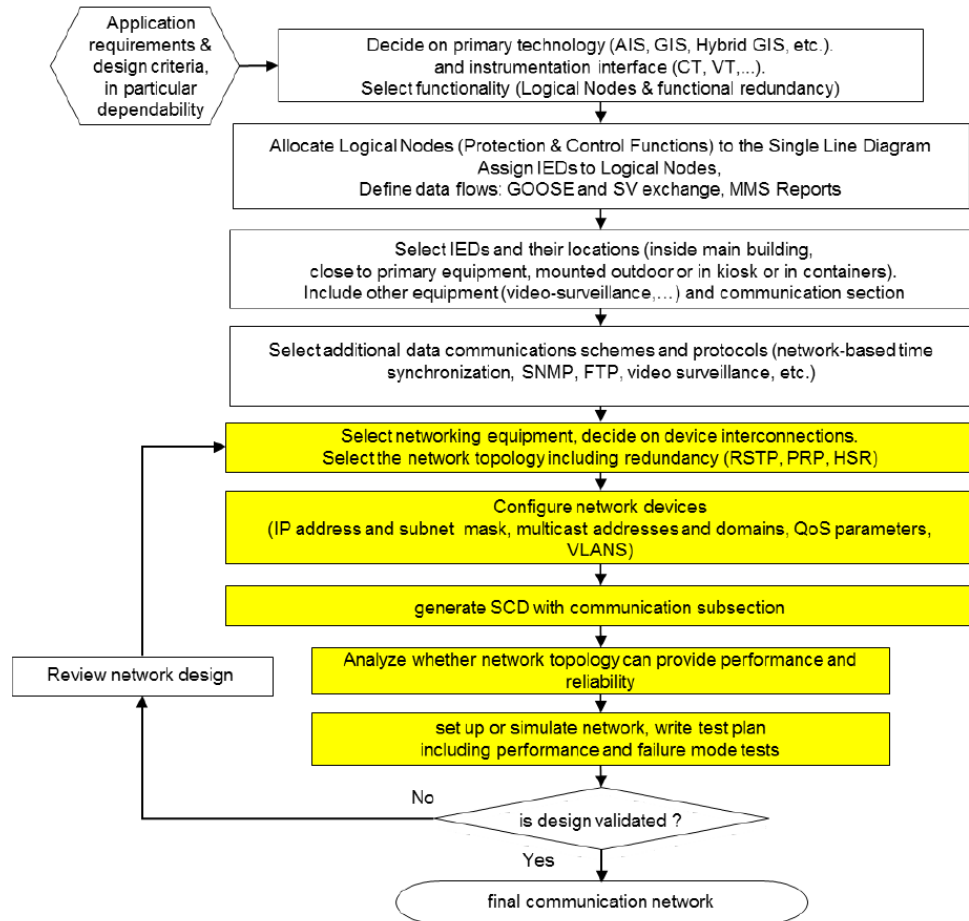 Application
requirements &
design criteria,
in particular
dependability
Decide on primary technology (AIS, GIS, Hybrid GIS, etc.).
and instrumentation interface (CT, VT,...).
Select functionality (Logical Nodes & functional redundancy)
Allocate Logical Nodes (Protection & Control Functions) to the Single Line Diagram
Assign IEDs to Logical Nodes,
Define data flows: GOOSE and SV exchange, MMS Reports
Select IEDs and their locations (inside main building,
close to primary equipment, mounted outdoor or in kiosk or in containers).
Include other equipment (video-surveillance,...) and communication section
Select additional data communications schemes and protocols (network-based time
synchronization, SNMP, FTP, video surveillance, etc.)
Select networking equipment, decide on device interconnections.
Select the network topology including redundancy (RSTP, PRP, HSR)
Configure network devices
(IP address and subnet mask, multicast addresses and domains, QoS parameters,
VLANS)
generate SCD with communication subsection
Analyze whether network topology can provide performance and
reliability
Review network design
set up or simulate network, write test plan
including performance and failure mode tests
No
is design validated ?
Yes
final communication network